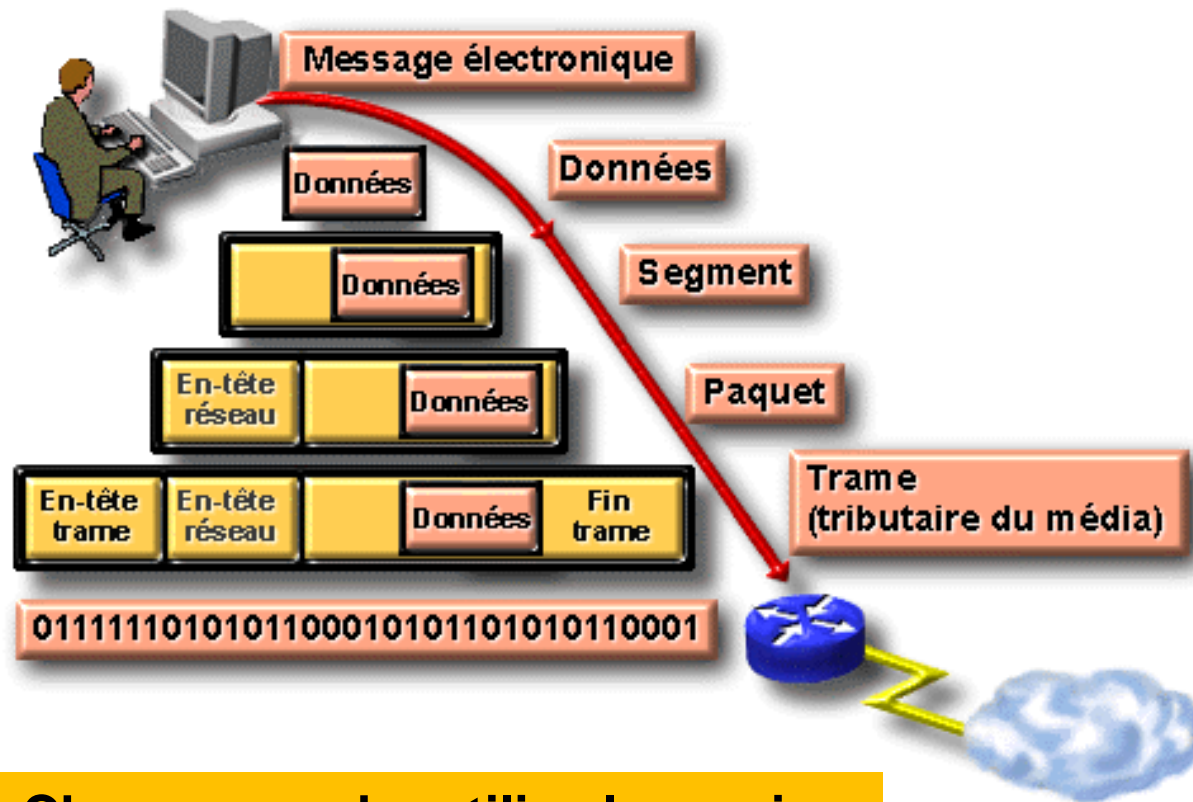 Message électronique
Données
Données
Données
Segment
En-tête
réseau
Données
Paquet
En-tête
trame
En-tête
réseau
Données
Fin
trame
Trame
(tributaire du média)
0111111010101100010101101010110001